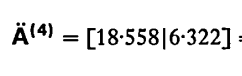 Ä⁽⁴⁾ = [18·558|6·322] =